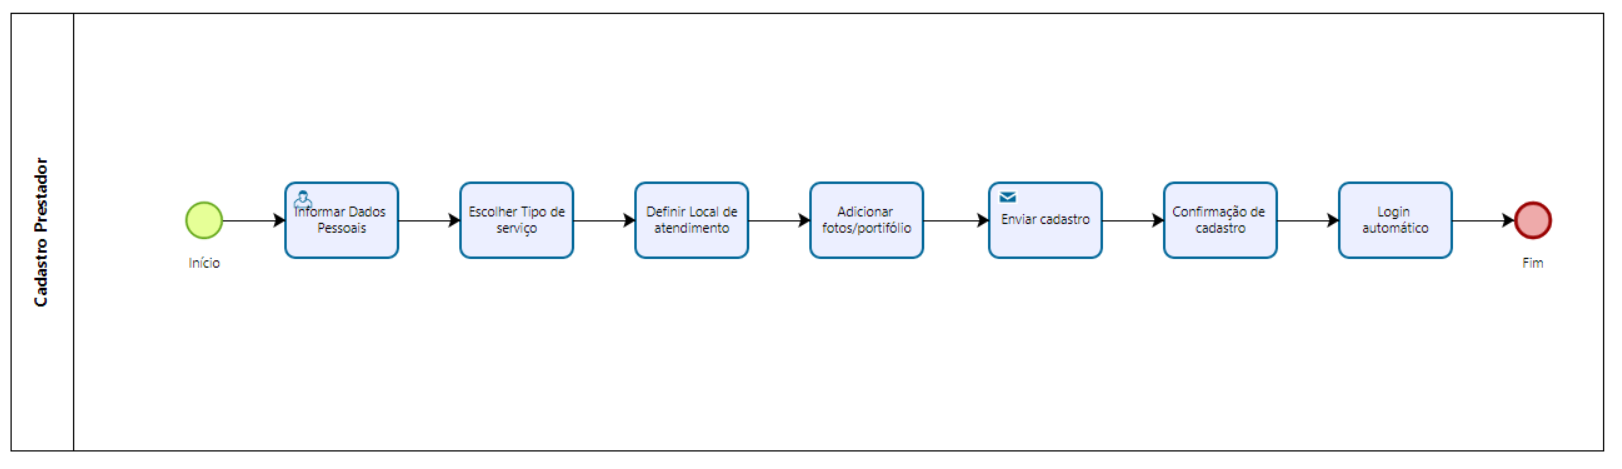 Cadastro Prestador
Informar Dados
Pessoais
Escolher Tipo de
serviço
Definir Local de
atendimento
Adicionar
fotos/portifólio
Enviar cadastro
Confirmação de
cadastro
Login
automático
Início
Fim